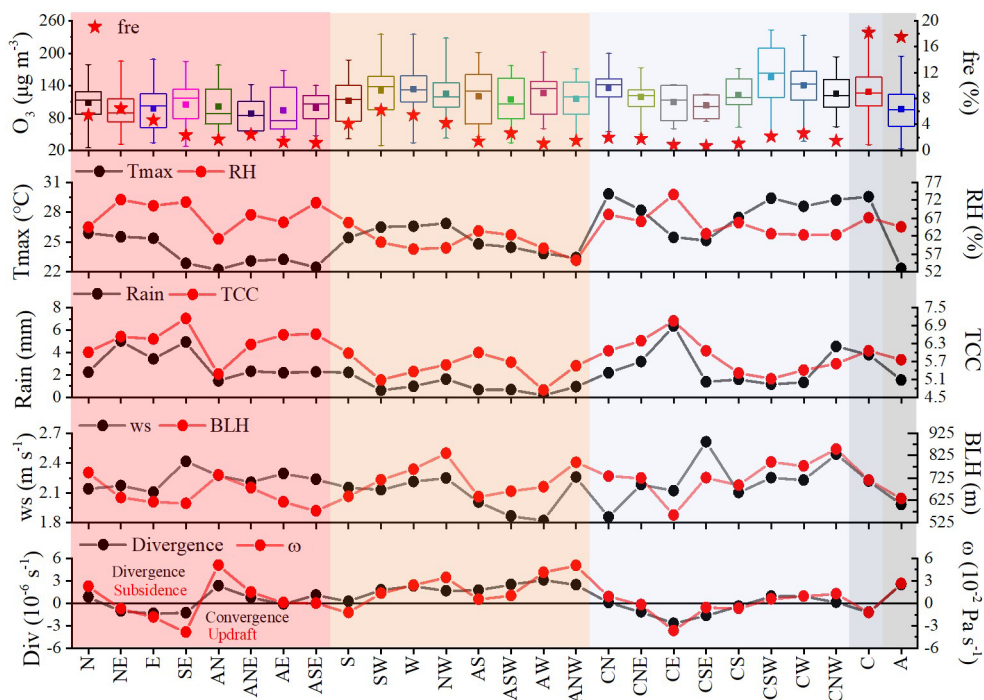 260
200
140
80
20
O₃ (μg m⁻³)
fre
20
16
12
8
4
0
fre (%)
31
28
25
22
Tmax (°C)
Tmax
RH
77
72
67
62
57
52
RH (%)
8
6
4
2
0
Rain (mm)
Rain
TCC
7.5
6.9
6.3
5.7
5.1
4.5
TCC
2.7
2.4
2.1
1.8
ws (m s⁻¹)
ws
BLH
925
825
725
625
525
BLH (m)
6
3
0
-3
-6
Div (10⁻⁶ s⁻¹)
Divergence
ω
Divergence
Subsidence
Convergence
Updraft
6
3
0
-3
-6
ω (10⁻² Pa s⁻¹)
N NE E SE AN ANE AE ASE S SW W NW AS ASW AW ANW CN CNE CE CSE CS CSW CW CNW C A